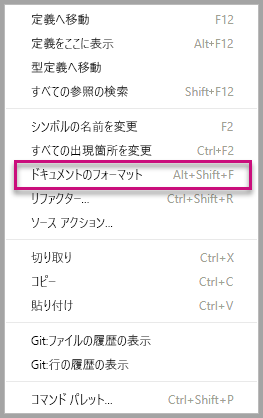 定義へ移動 F12
定義をここに表示 Alt+F12
型定義へ移動
すべての参照の検索 Shift+F12
シンボルの名前を変更 F2
すべての出現箇所を変更 Ctrl+F2
ドキュメントのフォーマット Alt+Shift+F
リファクター... Ctrl+Shift+R
ソース アクション...
切り取り Ctrl+X
コピー Ctrl+C
貼り付け Ctrl+V
Git:ファイルの履歴の表示
Git:行の履歴の表示
コマンド パレット... Ctrl+Shift+P